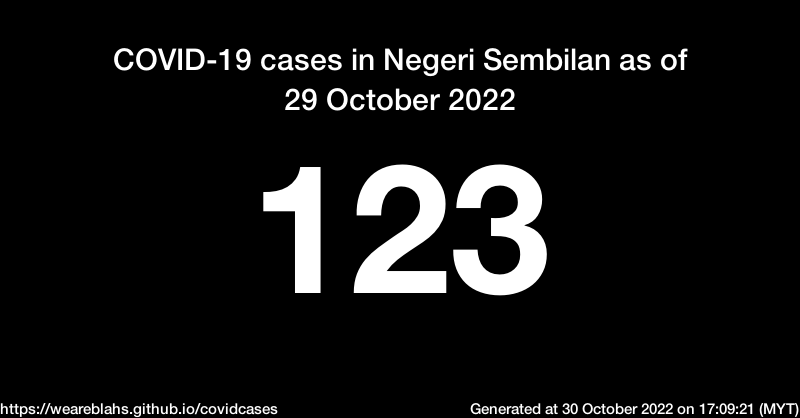 COVID-19 cases in Negeri Sembilan as of
29 October 2022
123
https://weareblahs.github.io/covidcases
Generated at 30 October 2022 on 17:09:21 (MYT)